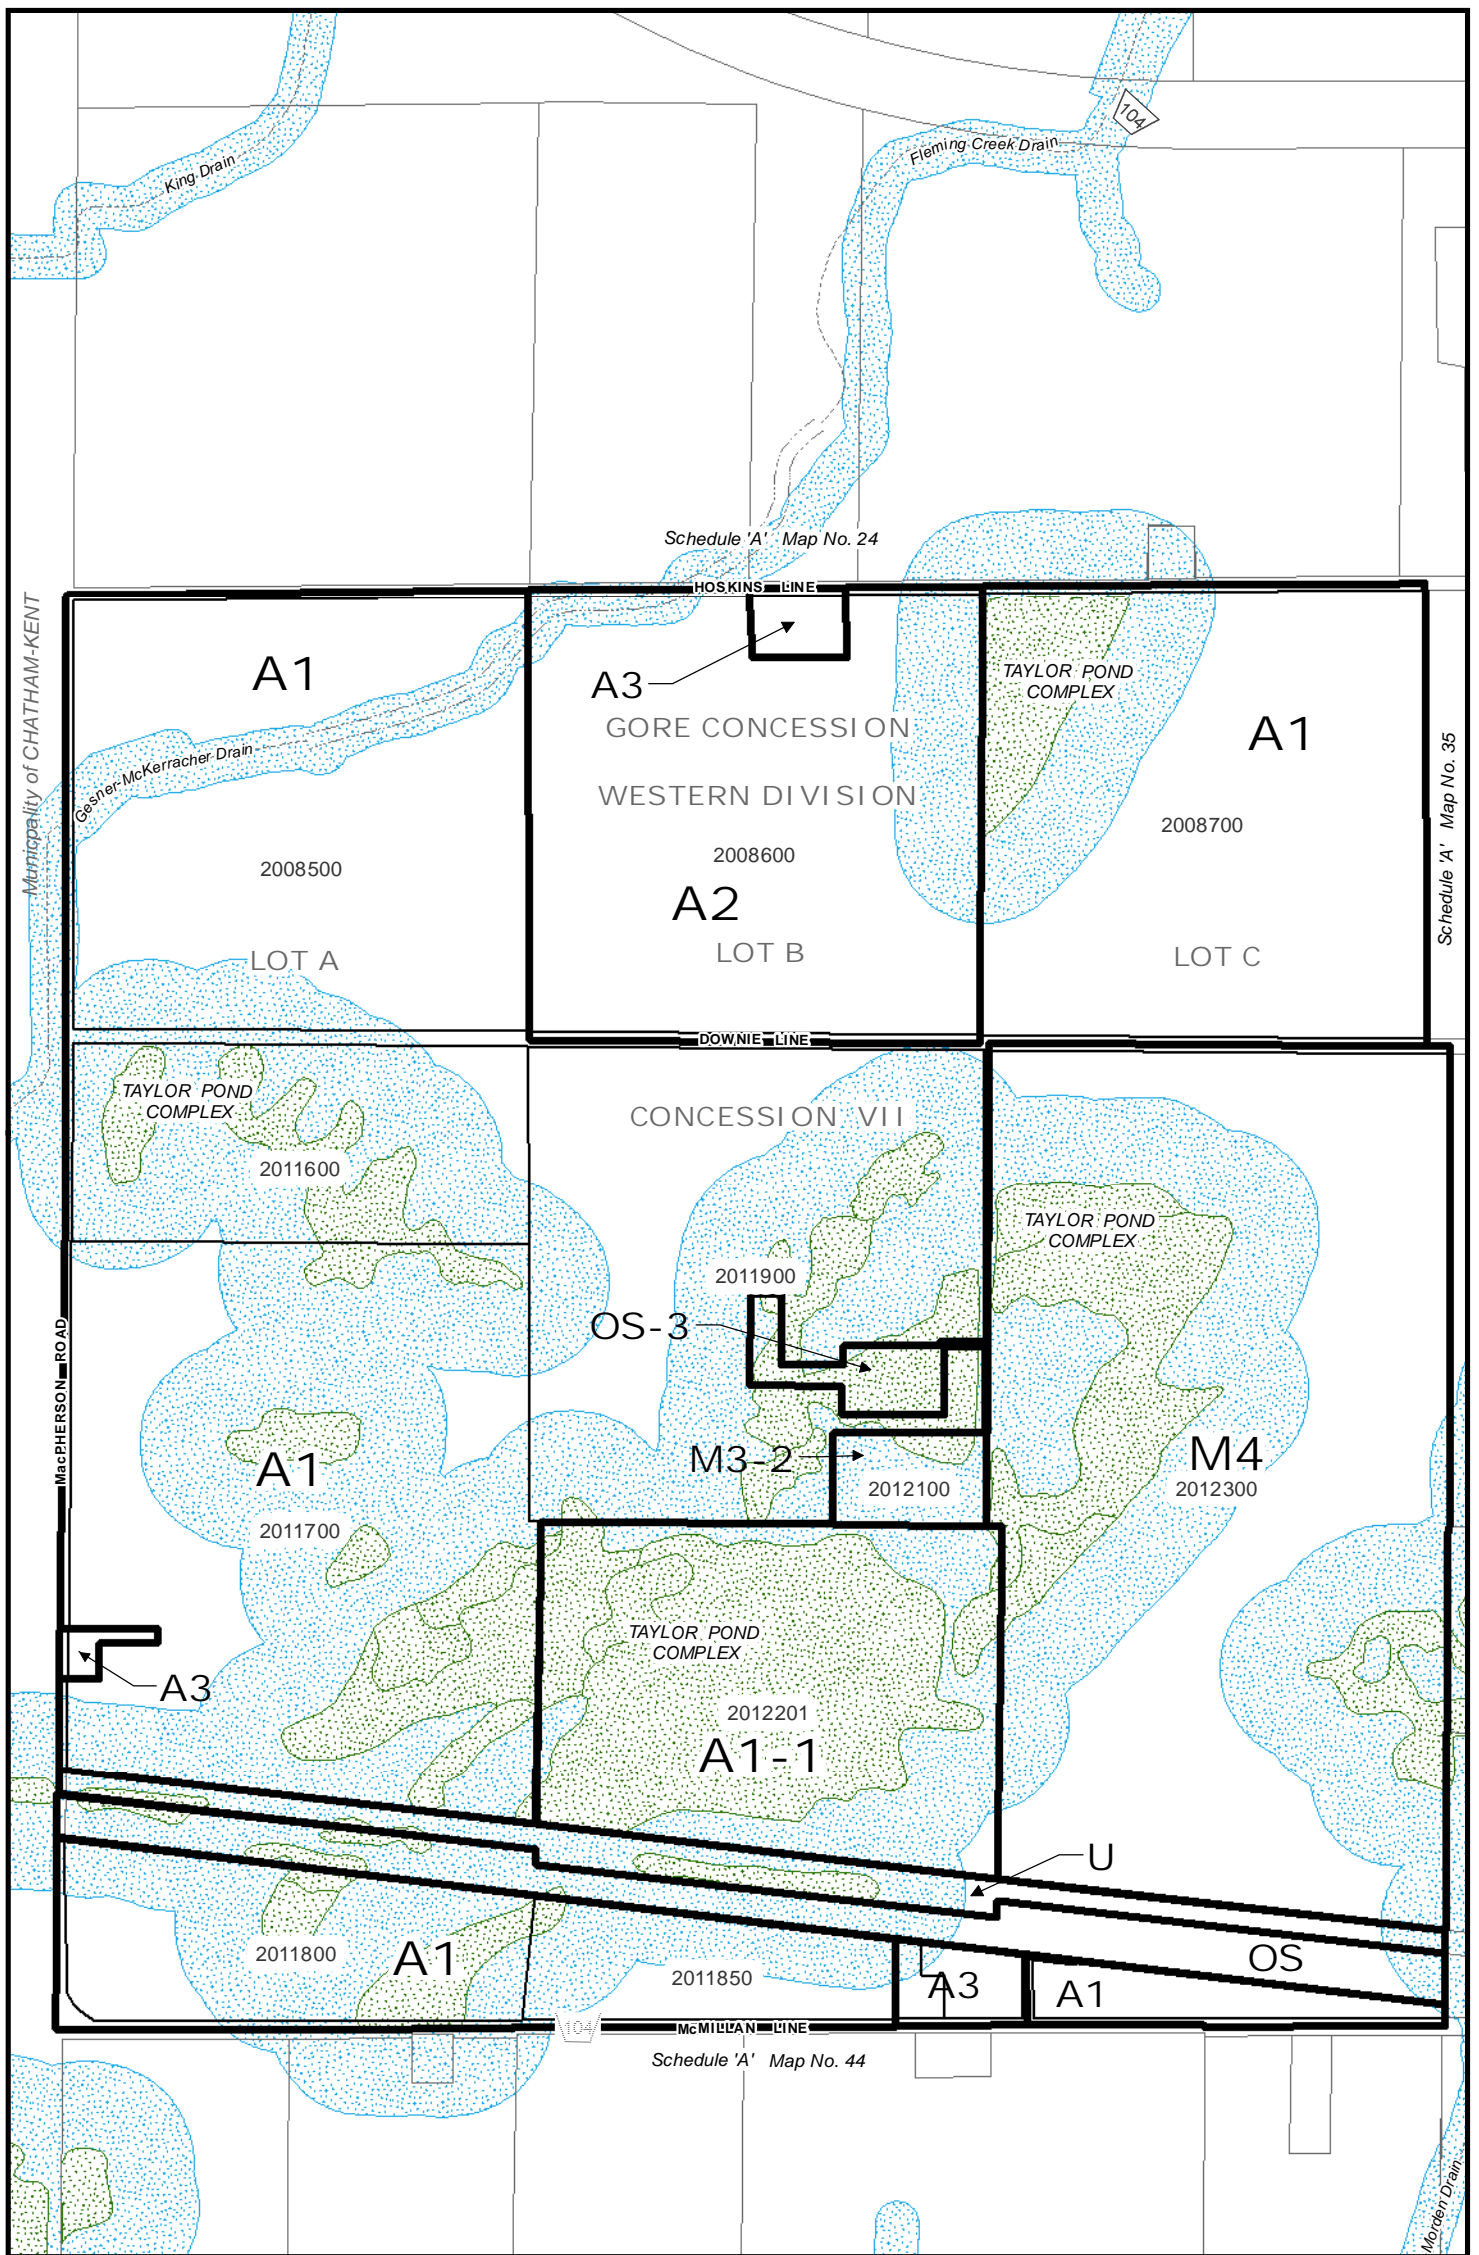 104
King Drain
Fleming Creek Drain
Schedule 'A' Map No. 24
HOSKINS LINE
Municpality of CHATHAM-KENT
A1
A3
TAYLOR POND
COMPLEX
GORE CONCESSION
A1
Gesner-McKerracher Drain
WESTERN DIVISION
Schedule 'A' Map No. 35
2008700
2008500
2008600
A2
LOT A
LOT B
LOT C
DOWNIE LINE
TAYLOR POND
COMPLEX
CONCESSION VII
2011600
TAYLOR POND
COMPLEX
2011900
OS-3
MacPHERSON ROAD
A1
M3-2
M4
2012100
2012300
2011700
TAYLOR POND
COMPLEX
A3
2012201
A1-1
U
2011800
A1
2011850
A3
A1
OS
104
McMILLAN LINE
Schedule 'A' Map No. 44
Morden Drain